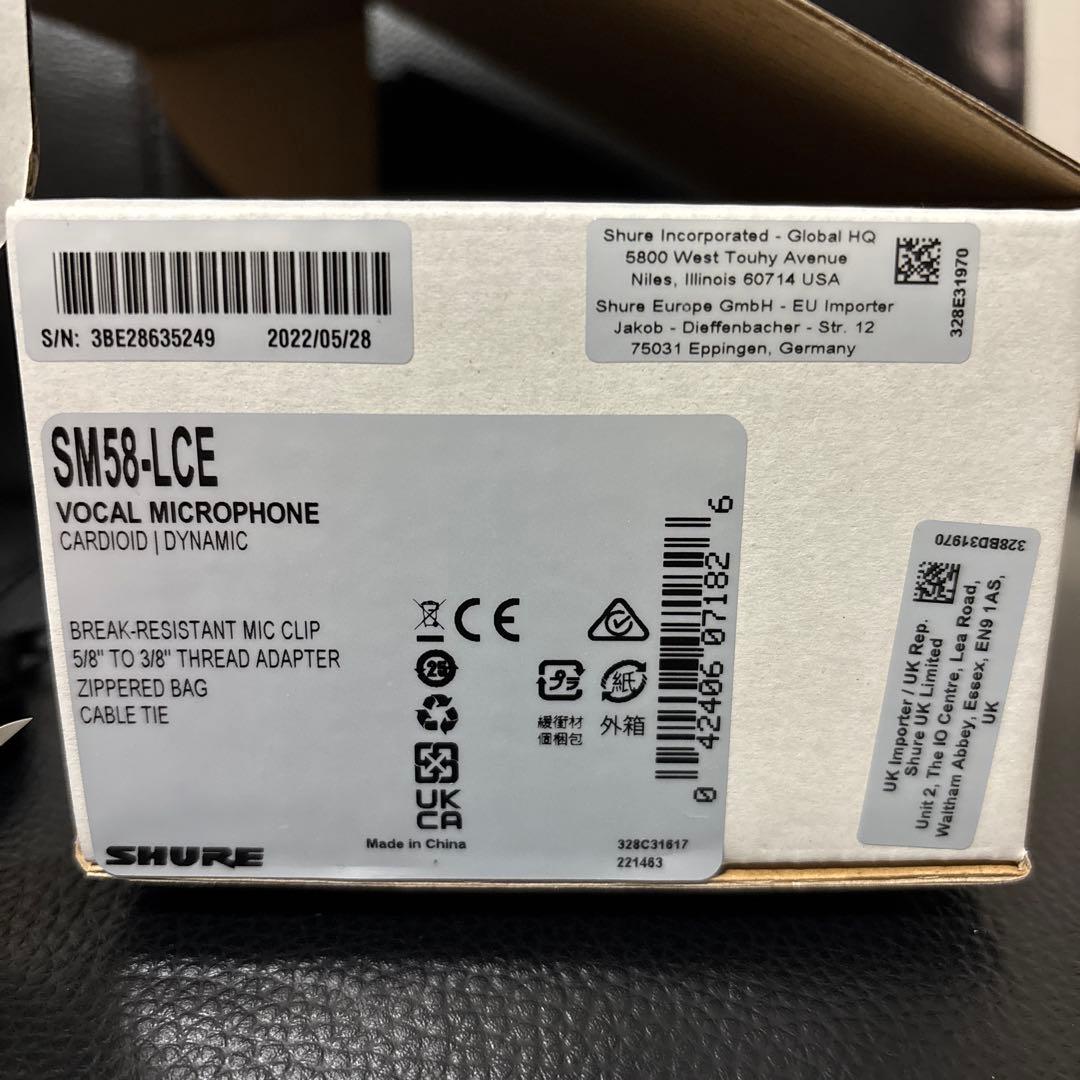 S/N: 3BE28635249 2022/05/28
Shure Incorporated - Global HQ
5800 West Touhy Avenue
Niles, Illinois 60714 USA
Shure Europe GmbH - EU Importer
Jakob - Dieffenbacher - Str. 12
75031 Eppingen, Germany
328E31970
SM58-LCE
VOCAL MICROPHONE
CARDIOID | DYNAMIC
BREAK-RESISTANT MIC CLIP
5/8" TO 3/8" THREAD ADAPTER
ZIPPERED BAG
CABLE TIE
CE
25
プラ
紙
緩衝材
個梱包
外箱
UK
CA
0 42406 07182 6
SHURE
Made in China
328C31617
221463
328BD31970
UK Importer / UK Rep.
Shure UK Limited
Unit 2, The IO Centre, Lea Road,
Waltham Abbey, Essex, EN9 1AS,
UK